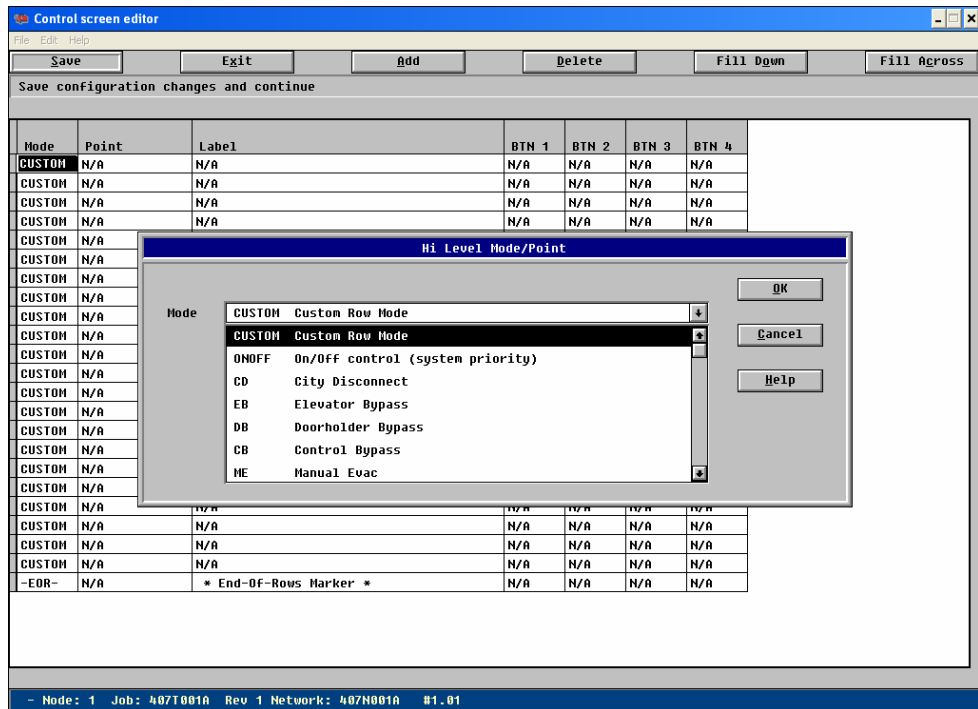 Control screen editor
File Edit Help
Save Exit Add Delete Fill Down Fill Across
Save configuration changes and continue
Mode Point Label BTN 1 BTN 2 BTN 3 BTN 4
CUSTOM N/A N/A N/A N/A N/A N/A
CUSTOM N/A N/A N/A N/A N/A N/A
CUSTOM N/A N/A N/A N/A N/A N/A
CUSTOM N/A N/A N/A N/A N/A N/A
CUSTOM N/A
Hi Level Mode/Point
CUSTOM N/A
CUSTOM N/A
CUSTOM N/A
OK
CUSTOM N/A
Mode CUSTOM Custom Row Mode
CUSTOM N/A
CUSTOM Custom Row Mode
Cancel
CUSTOM N/A
ONOFF On/Off control (system priority)
CUSTOM N/A
CD City Disconnect
Help
CUSTOM N/A
EB Elevator Bypass
CUSTOM N/A
DB Doorholder Bypass
CUSTOM N/A
CB Control Bypass
CUSTOM N/A
ME Manual Evac
CUSTOM N/A
CUSTOM N/A
CUSTOM N/A N/A N/A N/A N/A N/A
CUSTOM N/A N/A N/A N/A N/A N/A
CUSTOM N/A N/A N/A N/A N/A N/A
CUSTOM N/A N/A N/A N/A N/A N/A
-EOR- N/A * End-Of-Rows Marker * N/A N/A N/A N/A
- Node: 1 Job: 407T001A Rev 1 Network: 407N001A #1.01